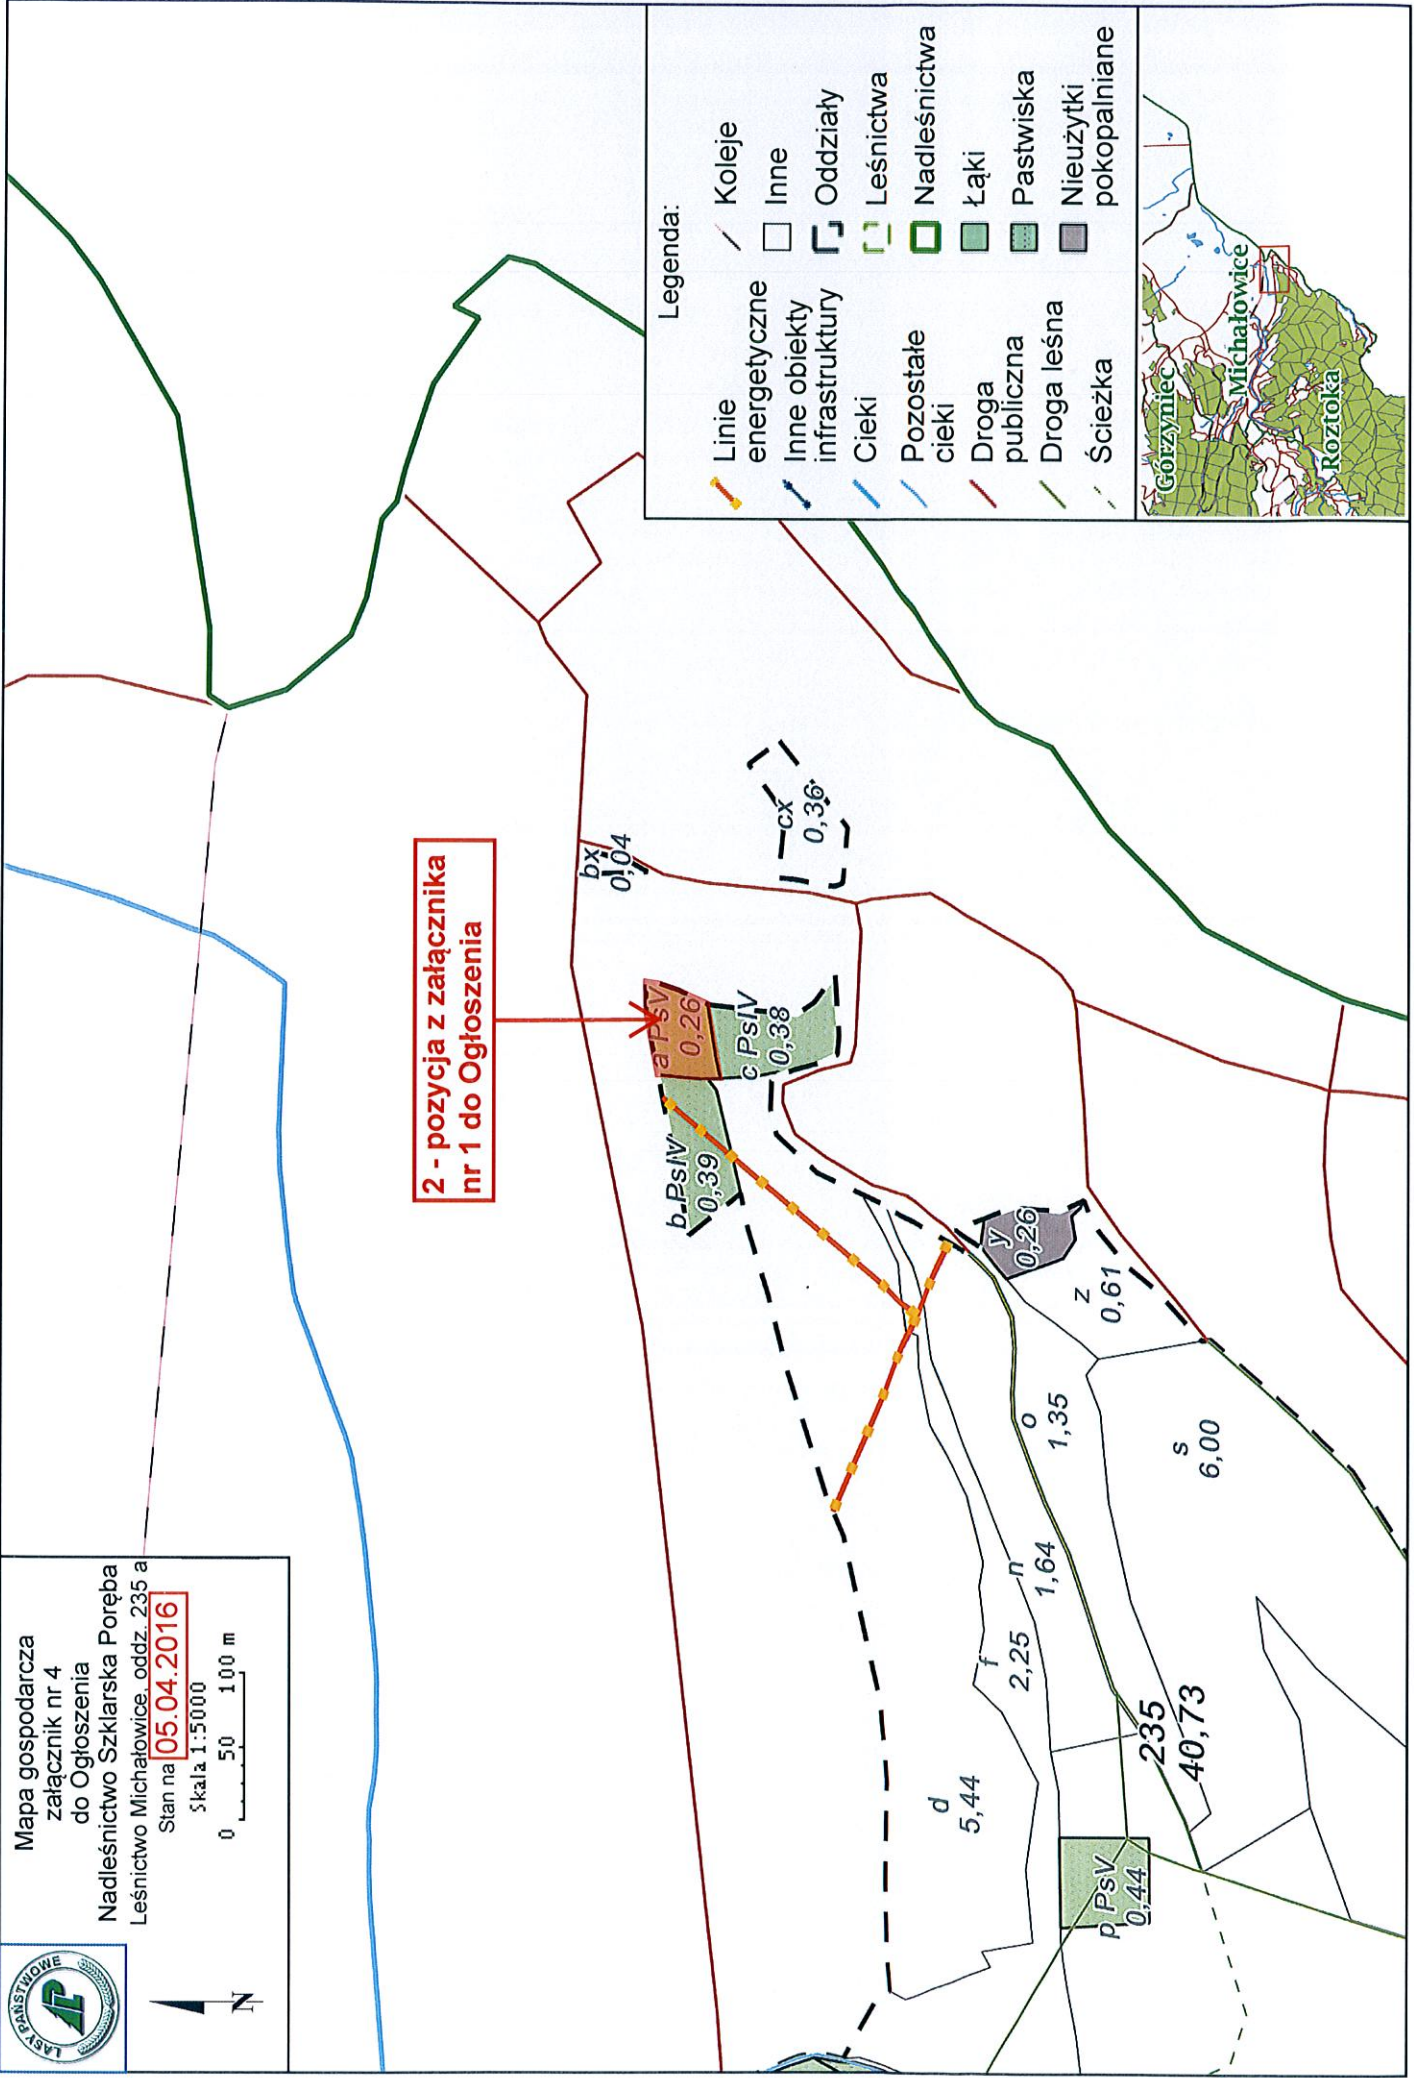 LASY PAŃSTWOWE
LP
N
Mapa gospodarcza
załącznik nr 4
do Ogłoszenia
Nadleśnictwo Szklarska Poręba
Leśnictwo Michałowice, oddz. 235 a
Stan na 05.04.2016
Skala 1:5000
0 50 100 m
2 - pozycja z załącznika
nr 1 do Ogłoszenia
bx
0,04
cx
0,36
a PsV
0,26
c PsIV
0,38
b PsIV
0,39
y
0,26
z
0,61
o
1,35
s
6,00
n
1,64
f
2,25
d
5,44
235
40,73
p PsV
0,44
Legenda:
Linie
energetyczne
Inne obiekty
infrastruktury
Cieki
Pozostałe
cieki
Droga
publiczna
Droga leśna
Ścieżka
Koleje
Inne
Oddziały
Leśnictwa
Nadleśnictwa
Łąki
Pastwiska
Nieużytki
pokopalniane
Górzyniec
Michałowice
Roztoka